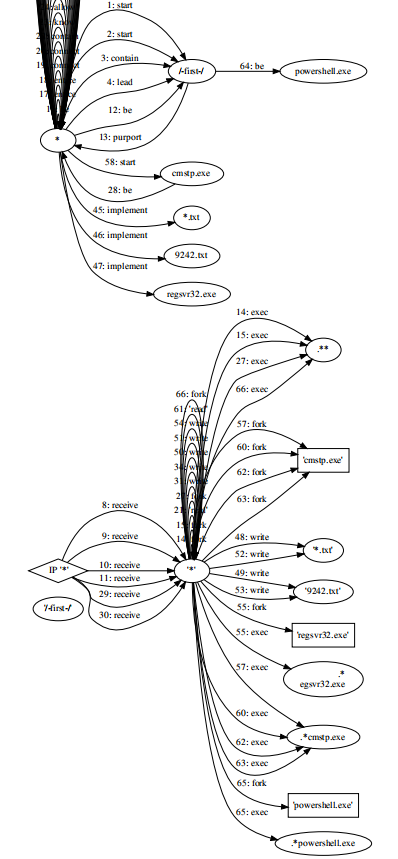 1: start
2: start
3: contain
/-first-/
64: be
powershell.exe
4: lead
12: be
13: purport
*
58: start
cmstp.exe
28: be
45: implement
*.txt
46: implement
9242.txt
47: implement
regsvr32.exe
14: exec
15: exec
.**
27: exec
66: exec
66: fork
57: fork
60: fork
'cmstp.exe'
62: fork
63: fork
8: receive
9: receive
48: write
'*.txt'
52: write
IP '*'
10: receive
'*'
11: receive
49: write
29: receive
53: write
'9242.txt'
'/-first-/'
30: receive
55: fork
'regsvr32.exe'
55: exec
.*
egsvr32.exe
57: exec
60: exec
.*cmstp.exe
62: exec
63: exec
65: fork
'powershell.exe'
65: exec
.*powershell.exe